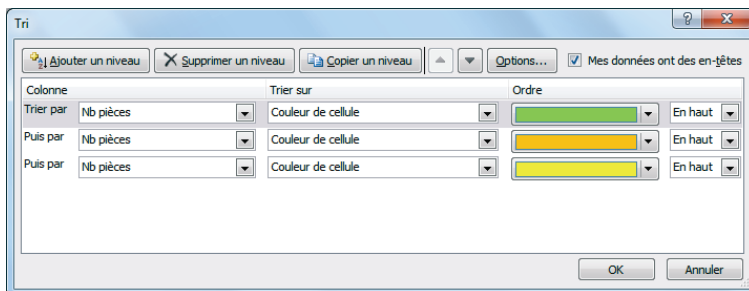 Tri
Ajouter un niveau Supprimer un niveau Copier un niveau Options... Mes données ont des en-têtes
Colonne Trier sur Ordre
Trier par Nb pièces Couleur de cellule En haut
Puis par Nb pièces Couleur de cellule En haut
Puis par Nb pièces Couleur de cellule En haut
OK Annuler